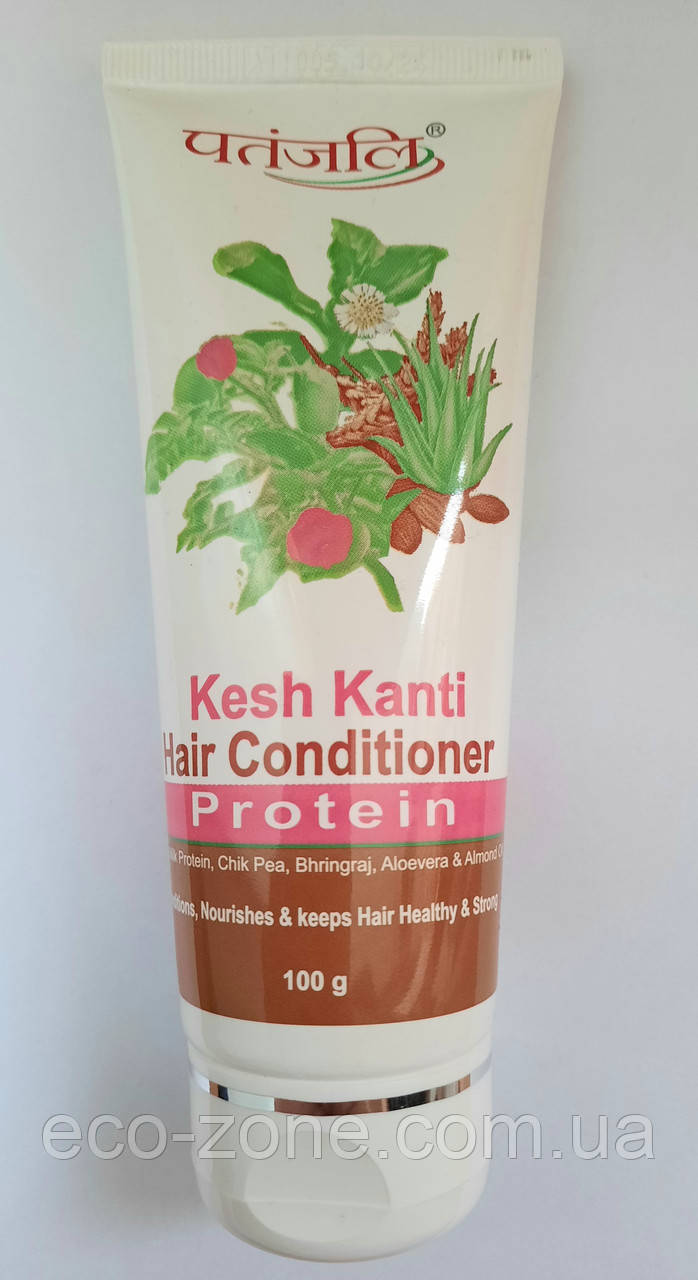 पतंजलि®
Kesh Kanti
Hair Conditioner
Protein
Protein, Chik Pea, Bhringraj, Aloevera & Almond
Nourishes & keeps Hair Healthy & Strong
100 g
eco-zone.com.ua